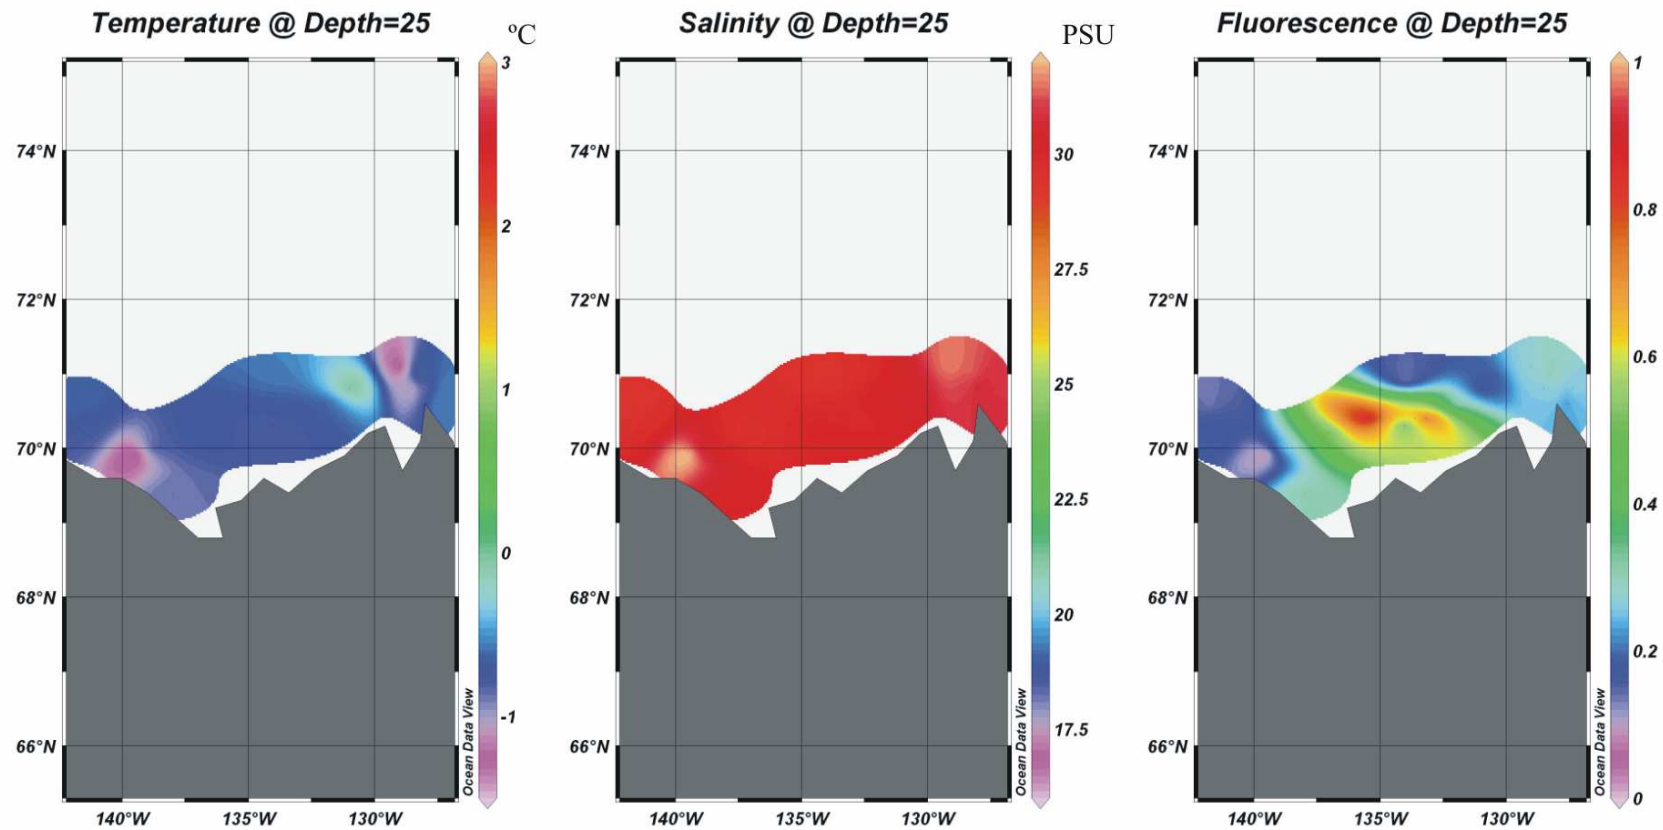 Temperature @ Depth=25
ºC
3
2
1
0
-1
74°N
72°N
70°N
68°N
66°N
140°W
135°W
130°W
Ocean Data View
Salinity @ Depth=25
PSU
30
27.5
25
22.5
20
17.5
74°N
72°N
70°N
68°N
66°N
140°W
135°W
130°W
Ocean Data View
Fluorescence @ Depth=25
1
0.8
0.6
0.4
0.2
0
74°N
72°N
70°N
68°N
66°N
140°W
135°W
130°W
Ocean Data View